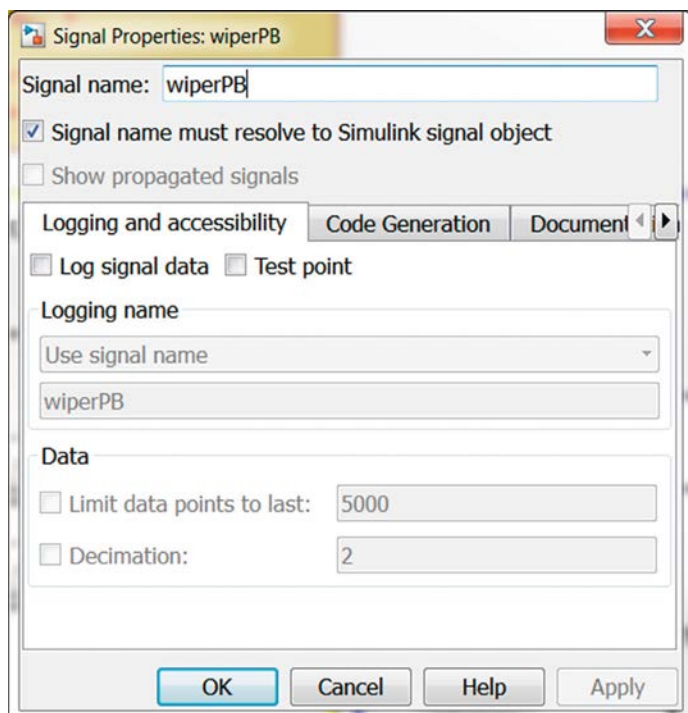 Signal Properties: wiperPB
Signal name: wiperPB
Signal name must resolve to Simulink signal object
Show propagated signals
Logging and accessibility Code Generation Document
Log signal data Test point
Logging name
Use signal name
wiperPB
Data
Limit data points to last: 5000
Decimation: 2
OK Cancel Help Apply